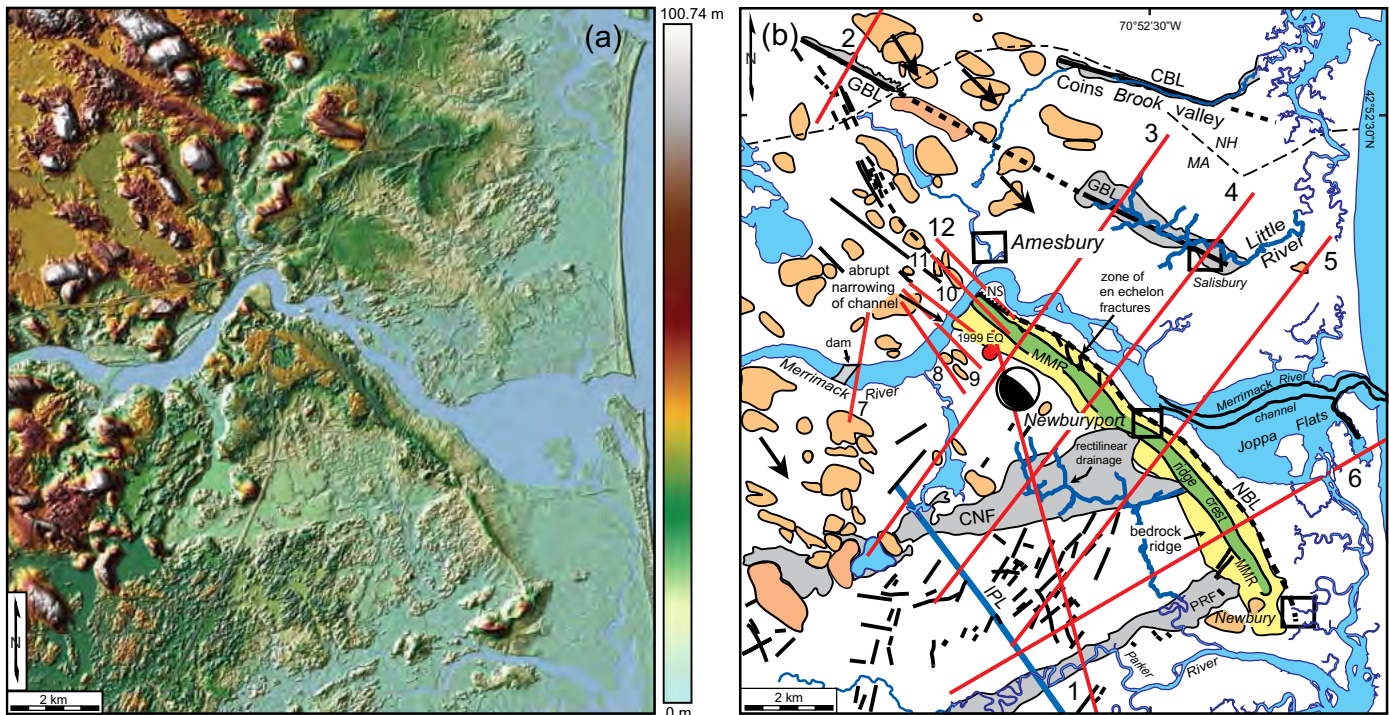 100.74 m
(a)
N
2 km
0 m
(b)
70°52'30"W
N
2
GBL
CBL
Coins Brook valley
42°52'30"N
3
NH
MA
4
GBL
12
Amesbury
Little
River
11
abrupt
narrowing
of channel
10
zone of
en echelon
fractures
Salisbury
5
NS
1999 EQ
dam
MMR
Merrimack River
8
9
Merrimack River
channel
7
Newburyport
Joppa Flats
rectilinear
drainage
6
ridge crest
NBL
CNF
bedrock
ridge
MMR
IPL
PRF
Newbury
Parker
River
1
2 km